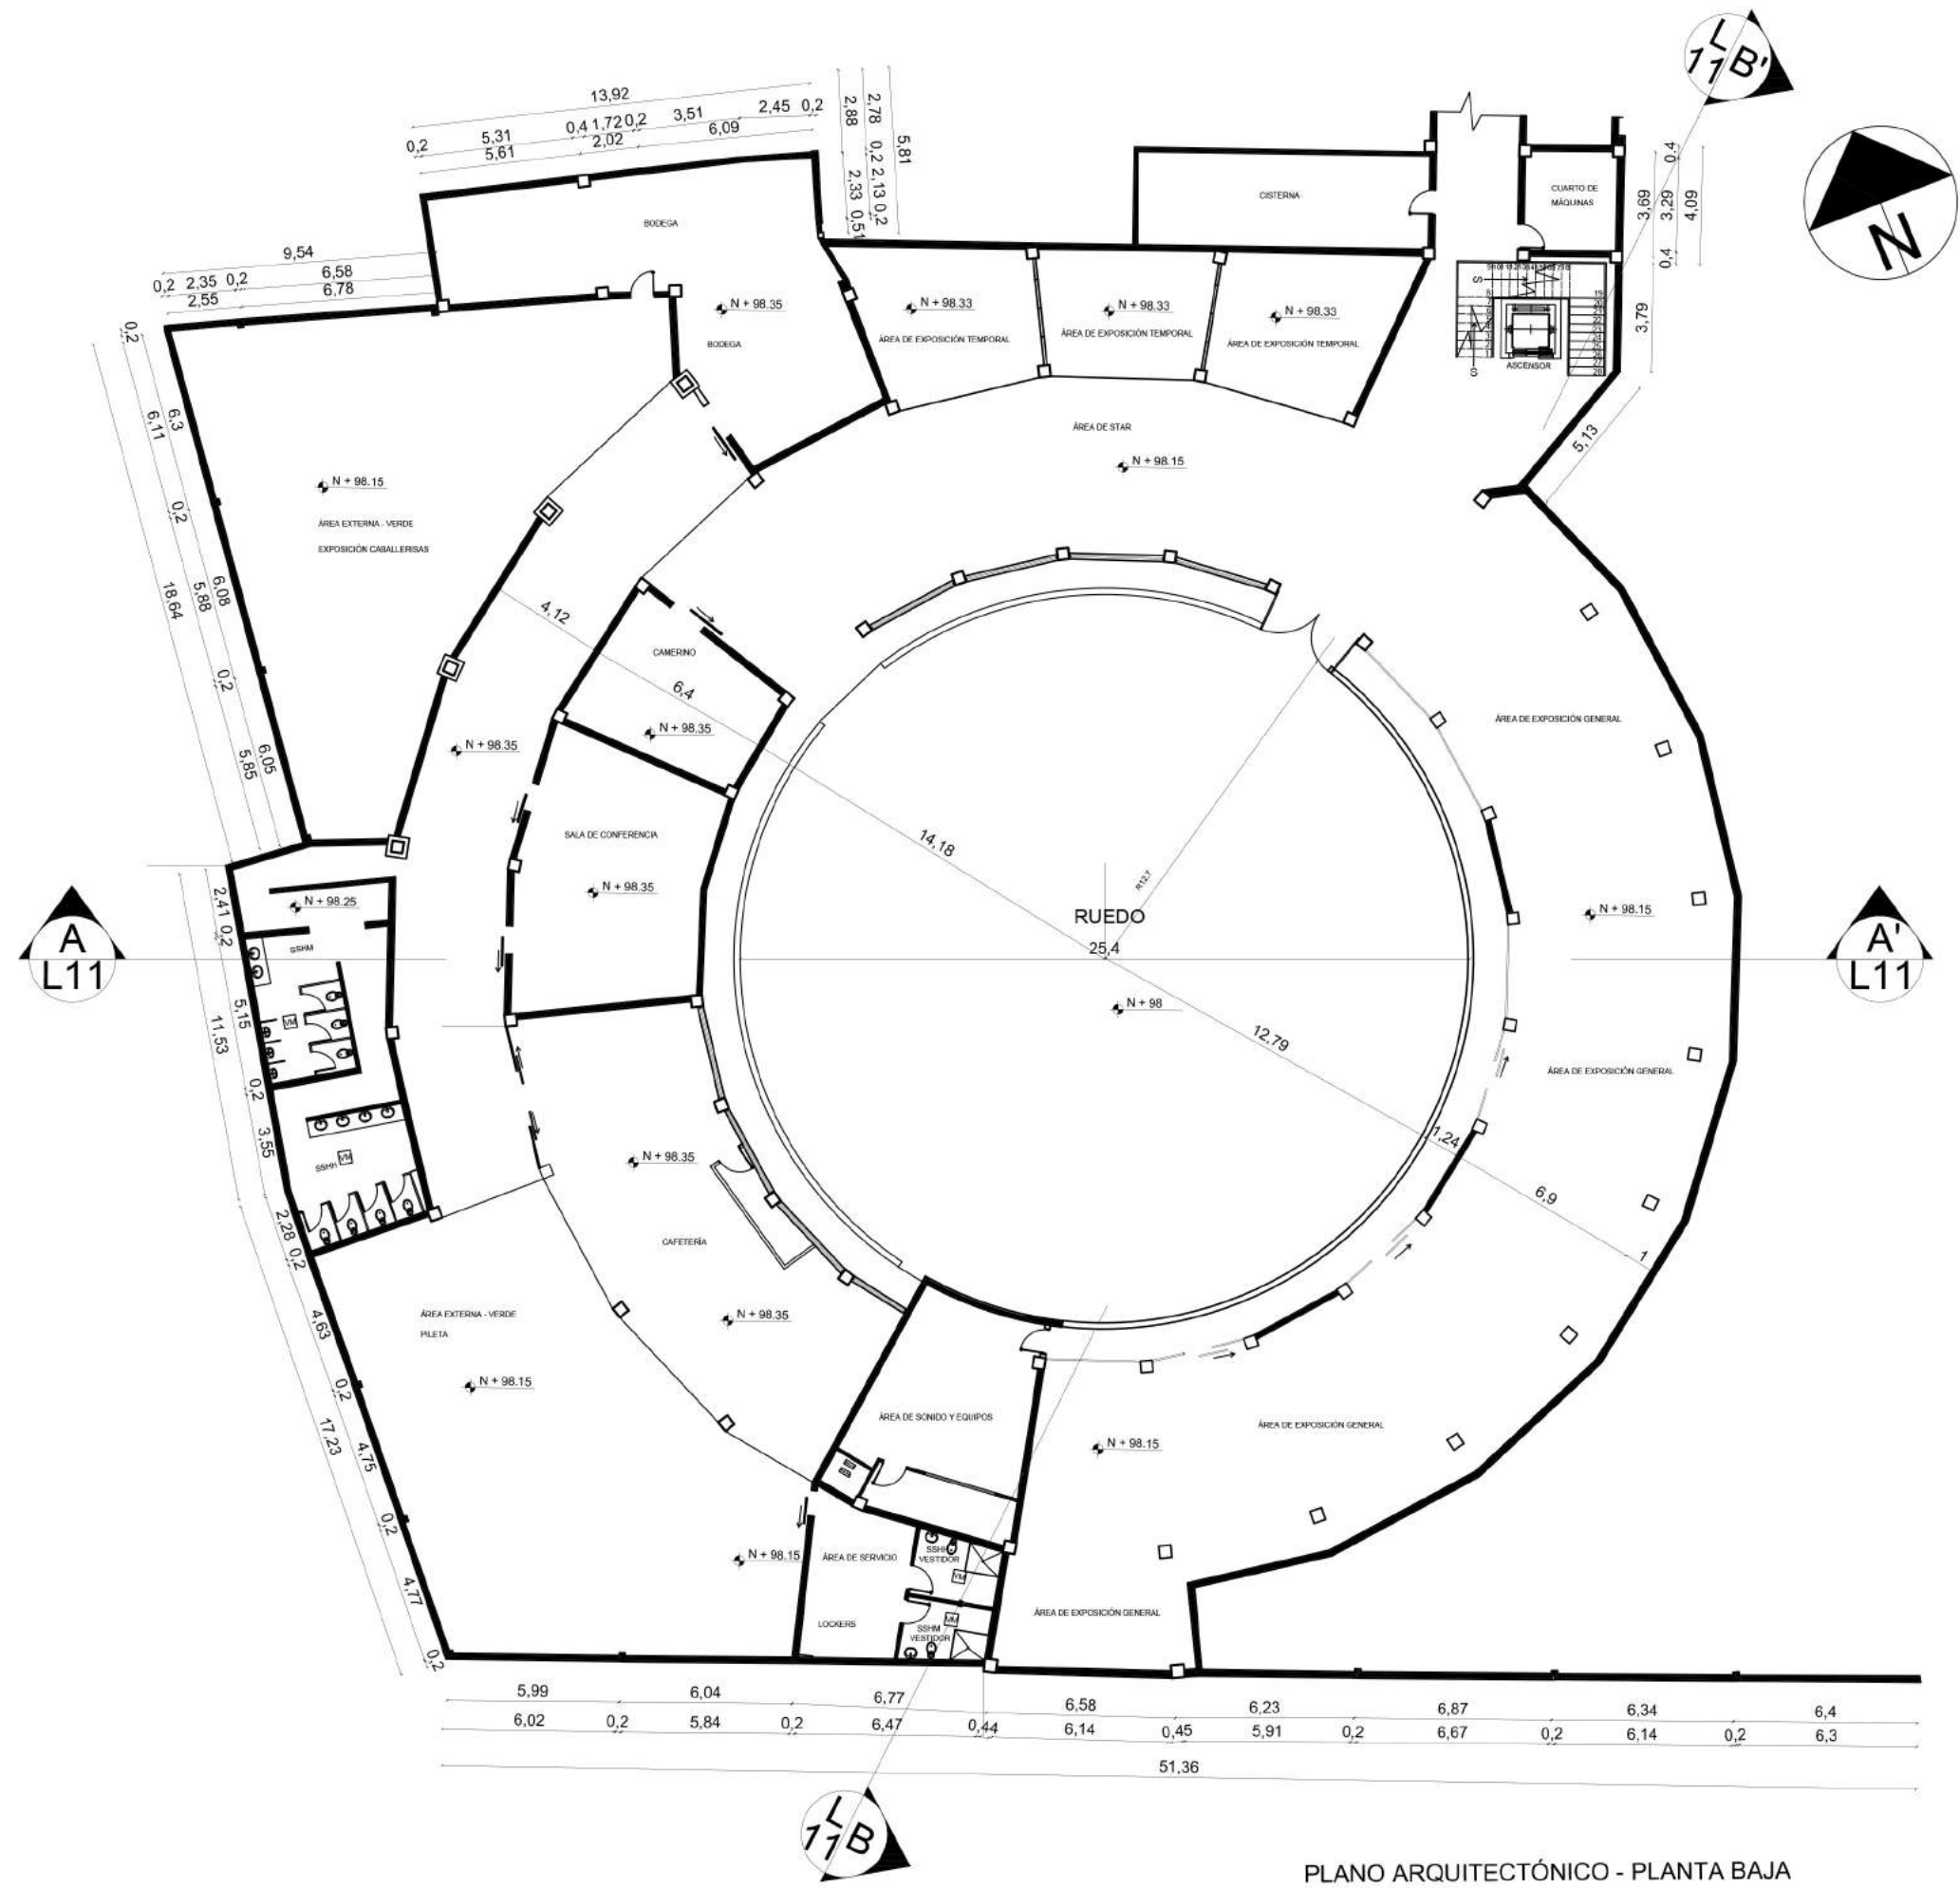 L
11 B'
13,92
0,2 5,31 0,4 1,72 0,2 3,51 2,45 0,2
5,61 2,02 6,09
2,88
2,78
0,2
5,81
2,33
2,13
0,51
0,2
BODEGA
CISTERNA
CUARTO DE
MÁQUINAS
0,4
3,69
3,29
4,09
0,4
3,79
N
9,54
0,2 2,35 0,2 6,58
2,55 6,78
N + 98.35
BODEGA
N + 98.33
ÁREA DE EXPOSICIÓN TEMPORAL
N + 98.33
ÁREA DE EXPOSICIÓN TEMPORAL
N + 98.33
ÁREA DE EXPOSICIÓN TEMPORAL
S
S
ASCENSOR
0,2
6,3
6,11
0,2
6,08
5,88
18,64
0,2
6,05
5,85
ÁREA DE STAR
N + 98.15
5,13
N + 98.15
ÁREA EXTERNA - VERDE
EXPOSICIÓN CABALLERISAS
4,12
CAMERINO
6,4
N + 98.35
N + 98.35
ÁREA DE EXPOSICIÓN GENERAL
SALA DE CONFERENCIA
N + 98.35
14,18
R12,7
RUEDO
25,4
N + 98
12,79
N + 98.15
ÁREA DE EXPOSICIÓN GENERAL
1,24
6,9
1
A
L11
A'
L11
2,41
0,2
N + 98.25
SSHM
VM
5,15
11,53
0,2
3,55
SSHH
VM
2,28
0,2
N + 98.35
CAFETERÍA
N + 98.35
ÁREA EXTERNA - VERDE
PILETA
N + 98.15
4,63
0,2
17,23
4,75
0,2
4,77
0,2
ÁREA DE SONIDO Y EQUIPOS
N + 98.15
ÁREA DE EXPOSICIÓN GENERAL
N + 98.15
ÁREA DE SERVICIO
SSHH
VESTIDOR
VM
LOCKERS
VM
SSHM
VESTIDOR
ÁREA DE EXPOSICIÓN GENERAL
5,99 6,04 6,77 6,58 6,23 6,87 6,34 6,4
6,02 0,2 5,84 0,2 6,47 0,44 6,14 0,45 5,91 0,2 6,67 0,2 6,14 0,2 6,3
51,36
L
11 B
PLANO ARQUITECTÓNICO - PLANTA BAJA